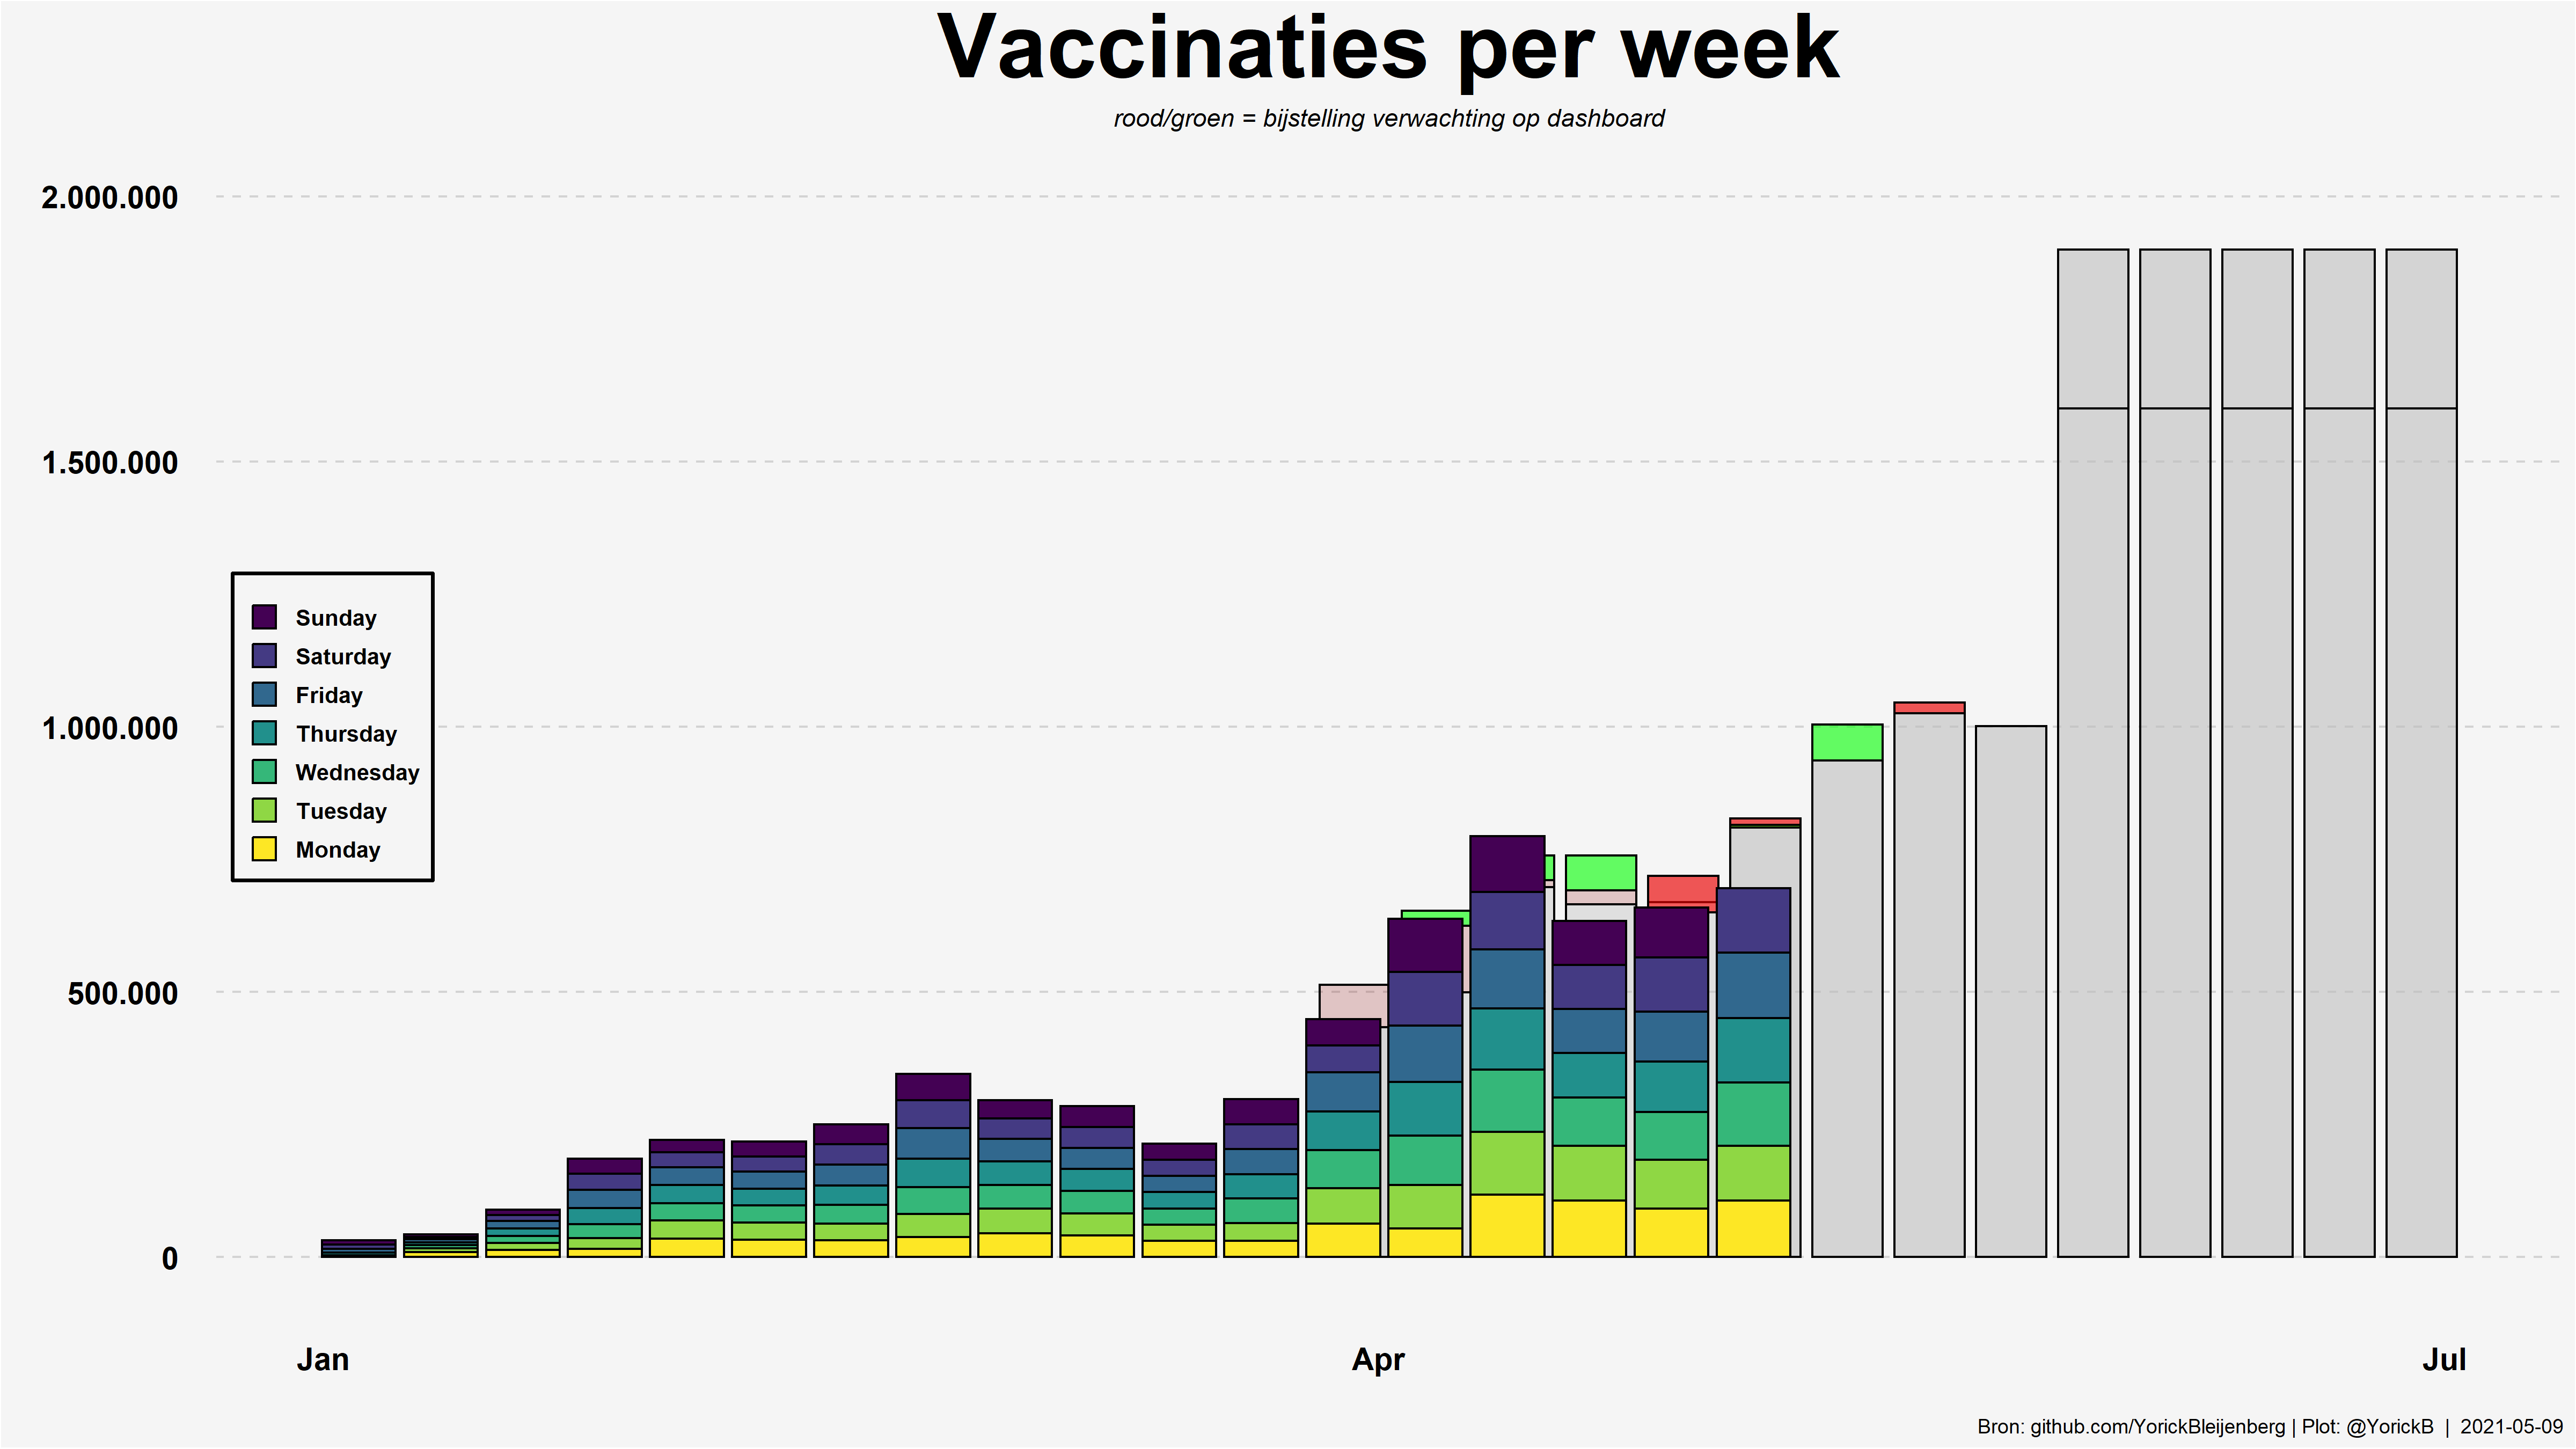 Vaccinaties per week
rood/groen = bijstelling verwachting op dashboard
2.000.000
1.500.000
1.000.000
500.000
0
Sunday
Saturday
Friday
Thursday
Wednesday
Tuesday
Monday
Jan
Apr
Jul
Bron: github.com/YorickBleijenberg | Plot: @YorickB | 2021-05-09